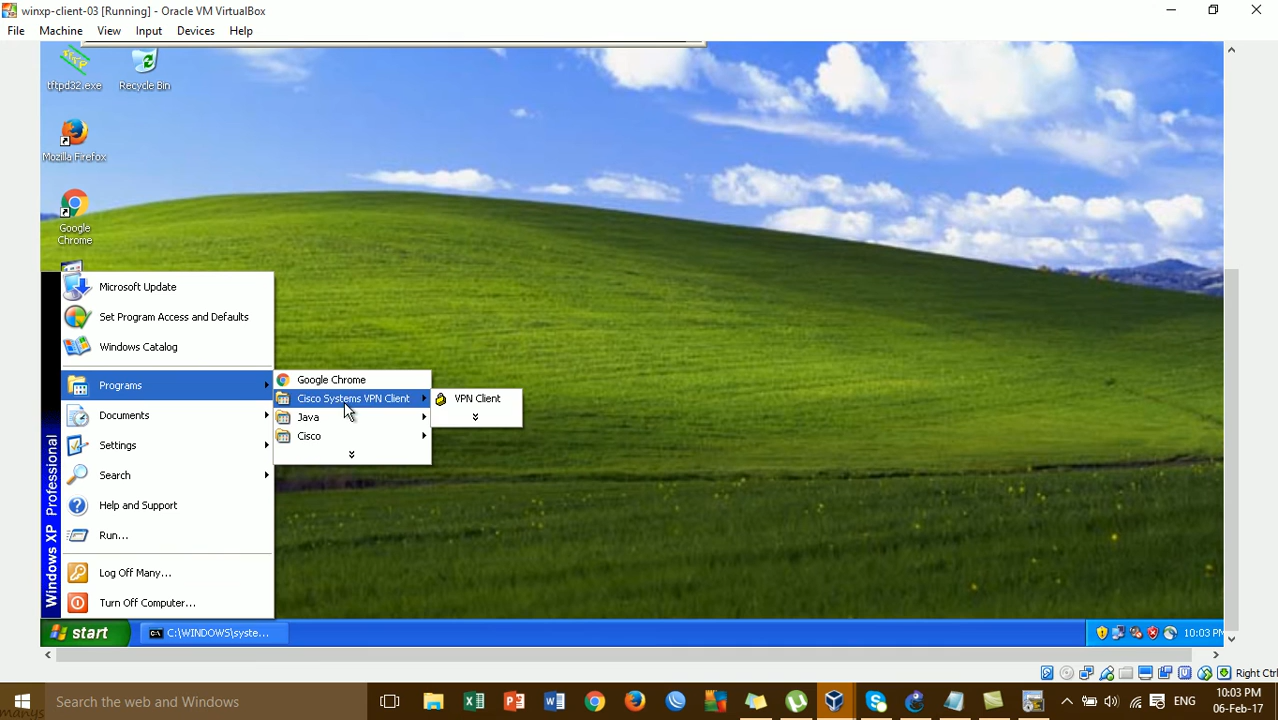 winxp-client-03 [Running] - Oracle VM VirtualBox
File Machine View Input Devices Help
tftpd32.exe
Recycle Bin
Mozilla Firefox
Google
Chrome
Microsoft Update
Set Program Access and Defaults
Windows Catalog
Programs
Documents
Settings
Search
Help and Support
Run...
Log Off Many...
Turn Off Computer...
Windows XP Professional
Google Chrome
Cisco Systems VPN Client
Java
Cisco
VPN Client
start
C:\WINDOWS\syste...
10:03 PM
Right Ctrl
Search the web and Windows
ENG
10:03 PM
06-Feb-17
manys